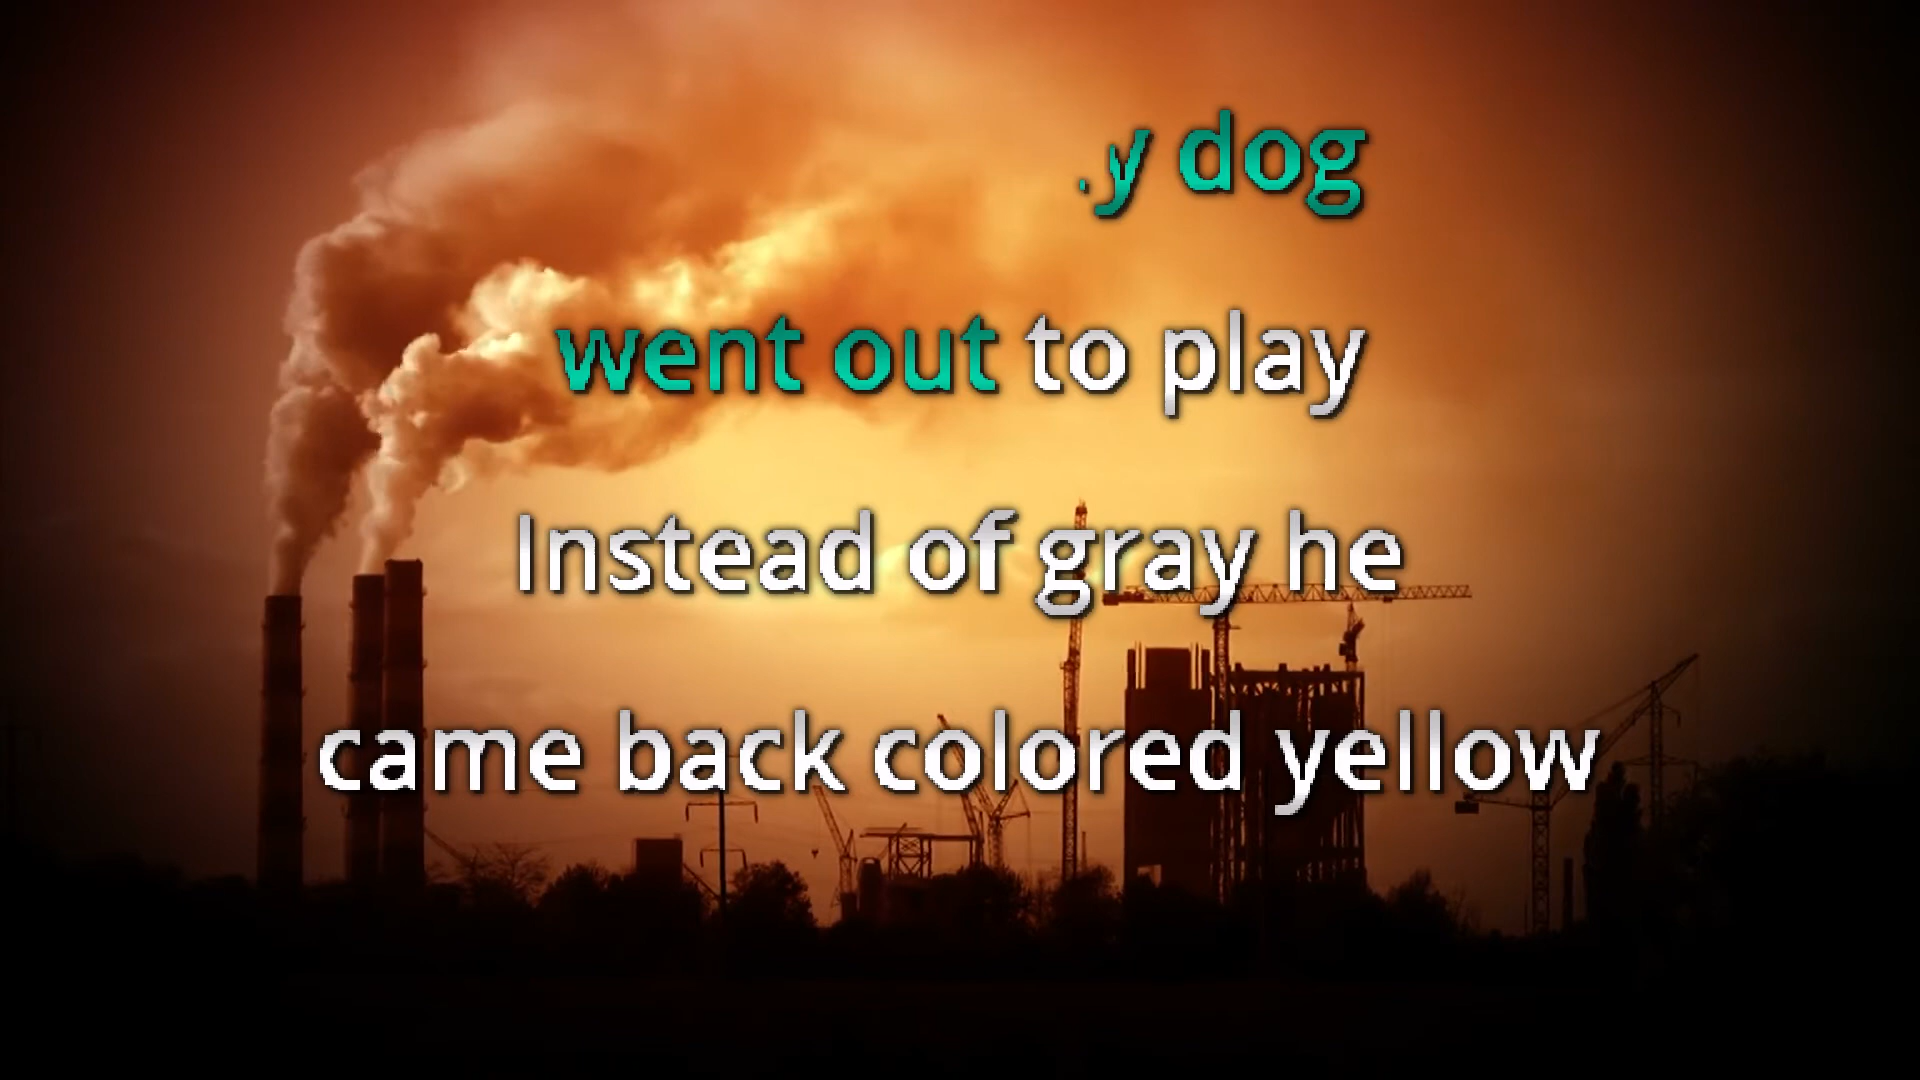 dog
went out to play
Instead of gray he
came back colored yellow